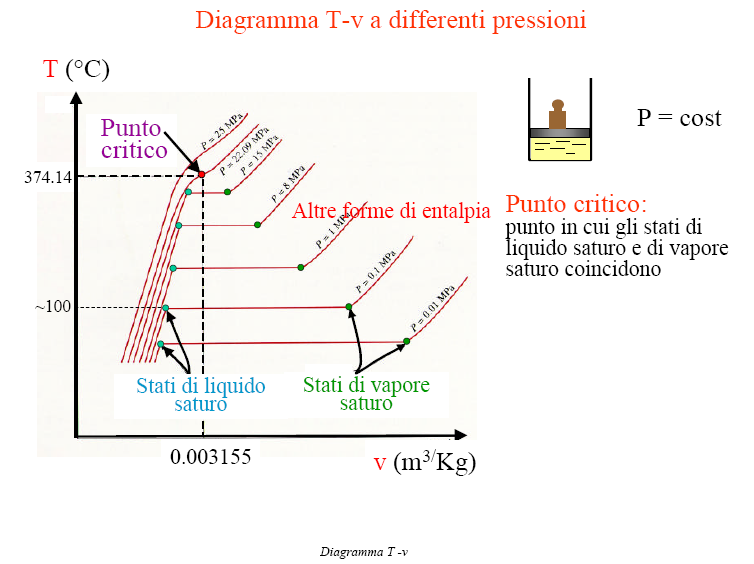 Diagramma T-v a differenti pressioni
T (°C)
Punto
critico
P = 25 MPa
P = 22.09 MPa
P = 15 MPa
P = 8 MPa
P = 1 MPa
P = 0.1 MPa
P = 0.01 MPa
374.14
~100
Altre forme di entalpia
P = cost
Punto critico:
punto in cui gli stati di
liquido saturo e di vapore
saturo coincidono
Stati di liquido
saturo
Stati di vapore
saturo
0.003155
v (m³/Kg)
Diagramma T -v